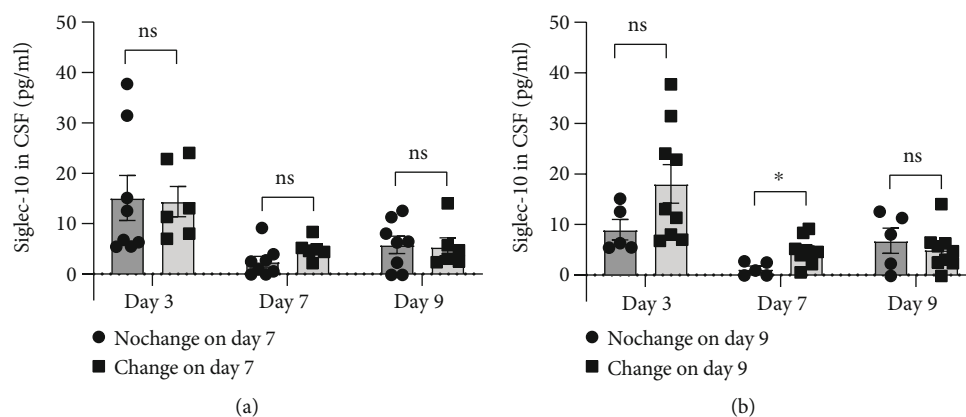 Siglec-10 in CSF (pg/ml)
50
40
30
20
10
0
ns
ns
ns
Day 3
Day 7
Day 9
Nochange on day 7
Change on day 7
(a)
Siglec-10 in CSF (pg/ml)
50
40
30
20
10
0
ns
*
ns
Day 3
Day 7
Day 9
Nochange on day 9
Change on day 9
(b)